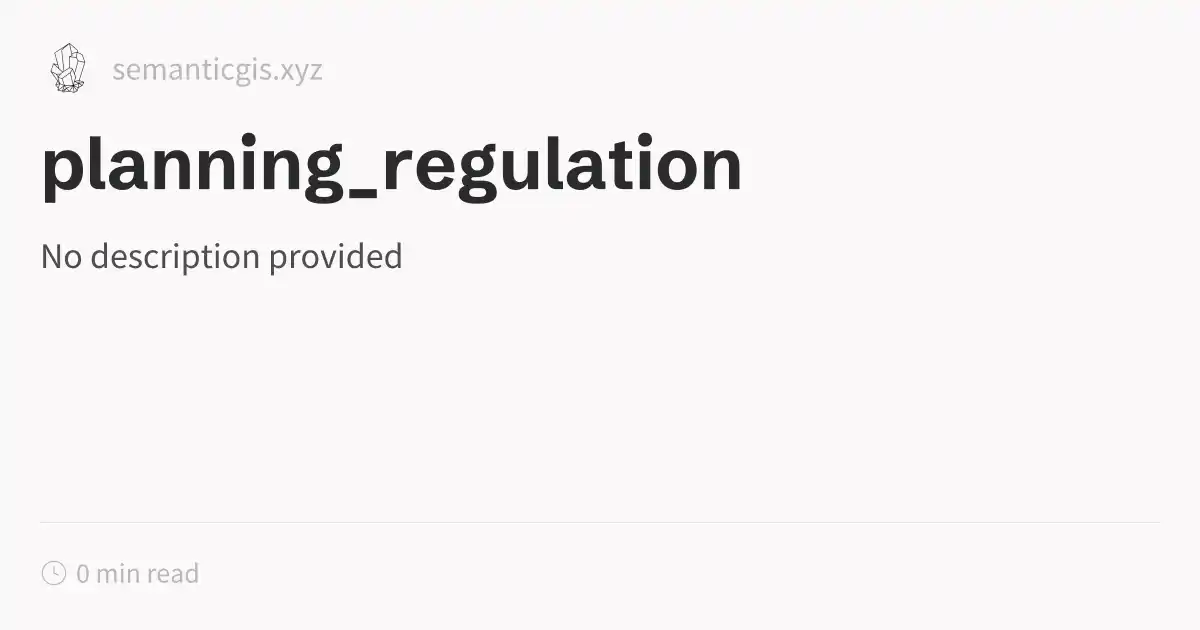 semanticgis.xyz
planning_regulation
No description provided
0 min read